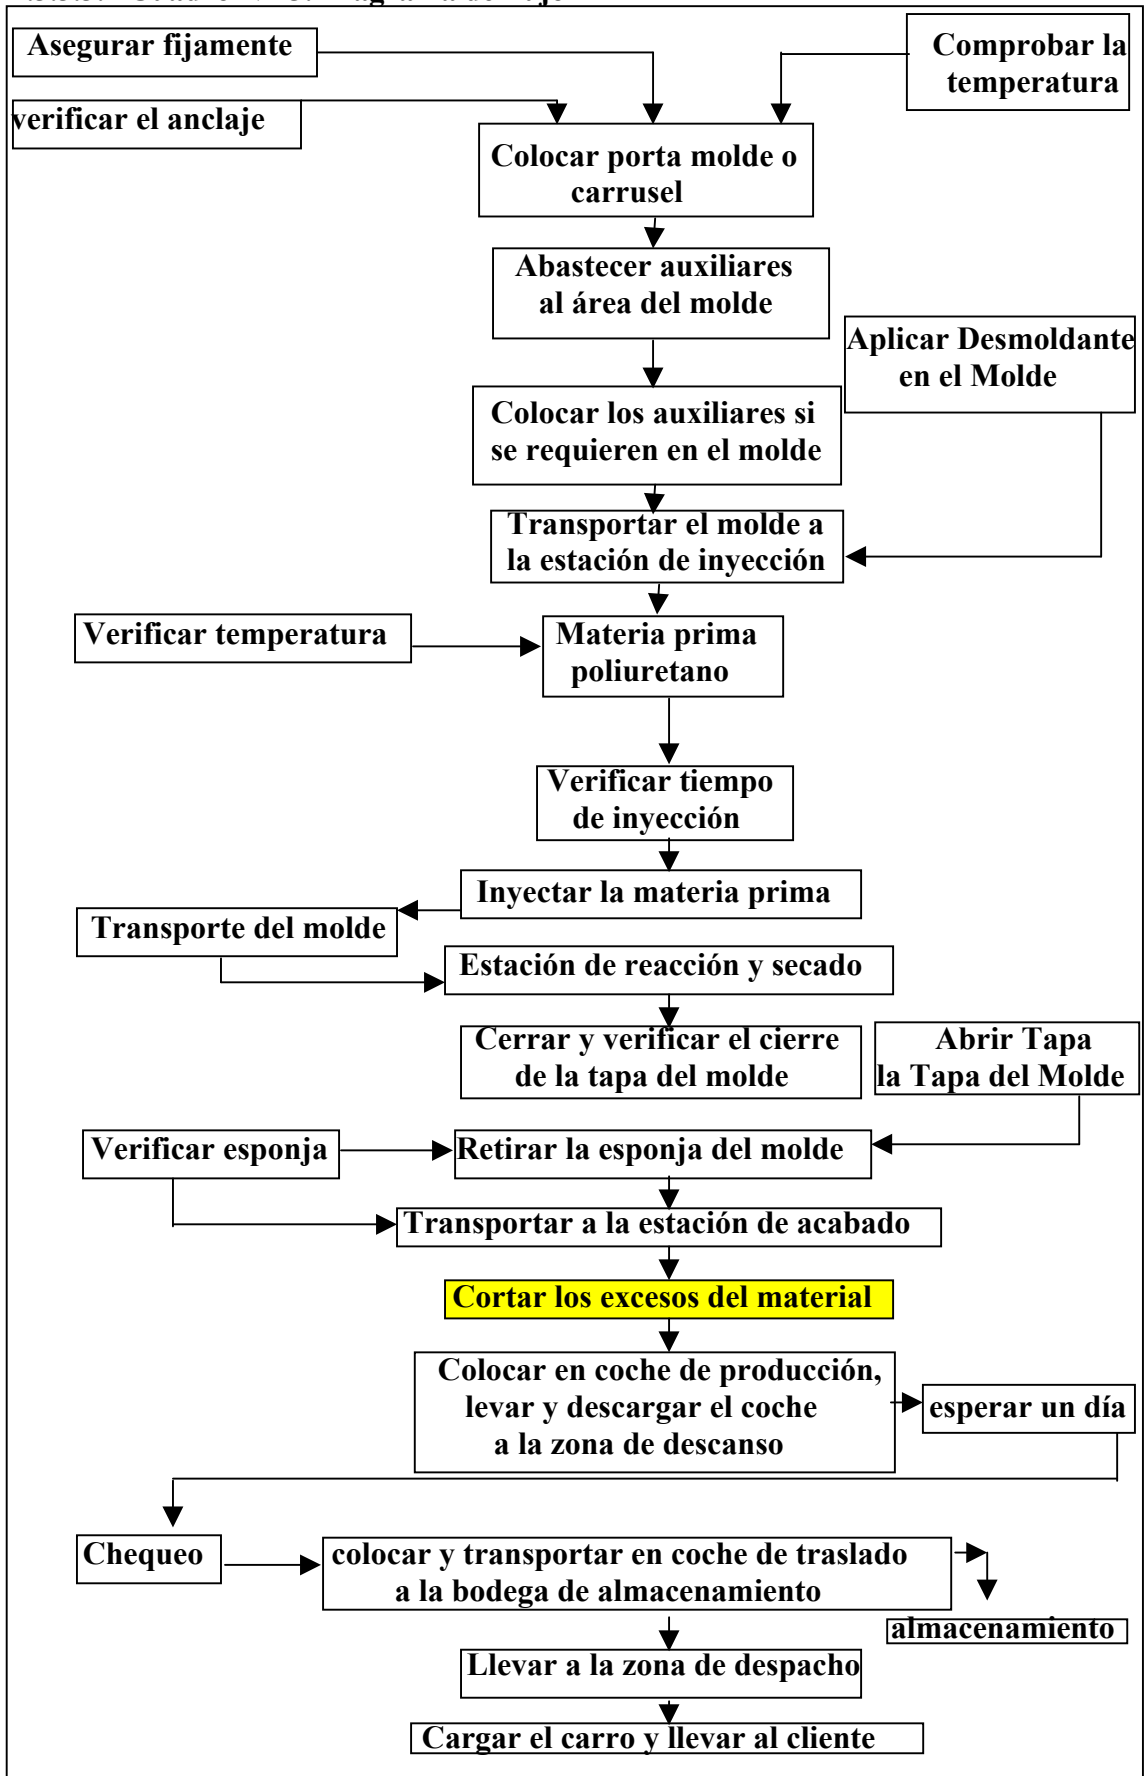 Asegurar fijamente
Comprobar la
temperatura
verificar el anclaje
Colocar porta molde o
carrusel
Abastecer auxiliares
al área del molde
Aplicar Desmoldante
en el Molde
Colocar los auxiliares si
se requieren en el molde
Transportar el molde a
la estación de inyección
Verificar temperatura
Materia prima
poliuretano
Verificar tiempo
de inyección
Inyectar la materia prima
Transporte del molde
Estación de reacción y secado
Cerrar y verificar el cierre
de la tapa del molde
Abrir Tapa
la Tapa del Molde
Verificar esponja
Retirar la esponja del molde
Transportar a la estación de acabado
Cortar los excesos del material
Colocar en coche de producción,
levar y descargar el coche
a la zona de descanso
esperar un día
Chequeo
colocar y transportar en coche de traslado
a la bodega de almacenamiento
almacenamiento
Llevar a la zona de despacho
Cargar el carro y llevar al cliente